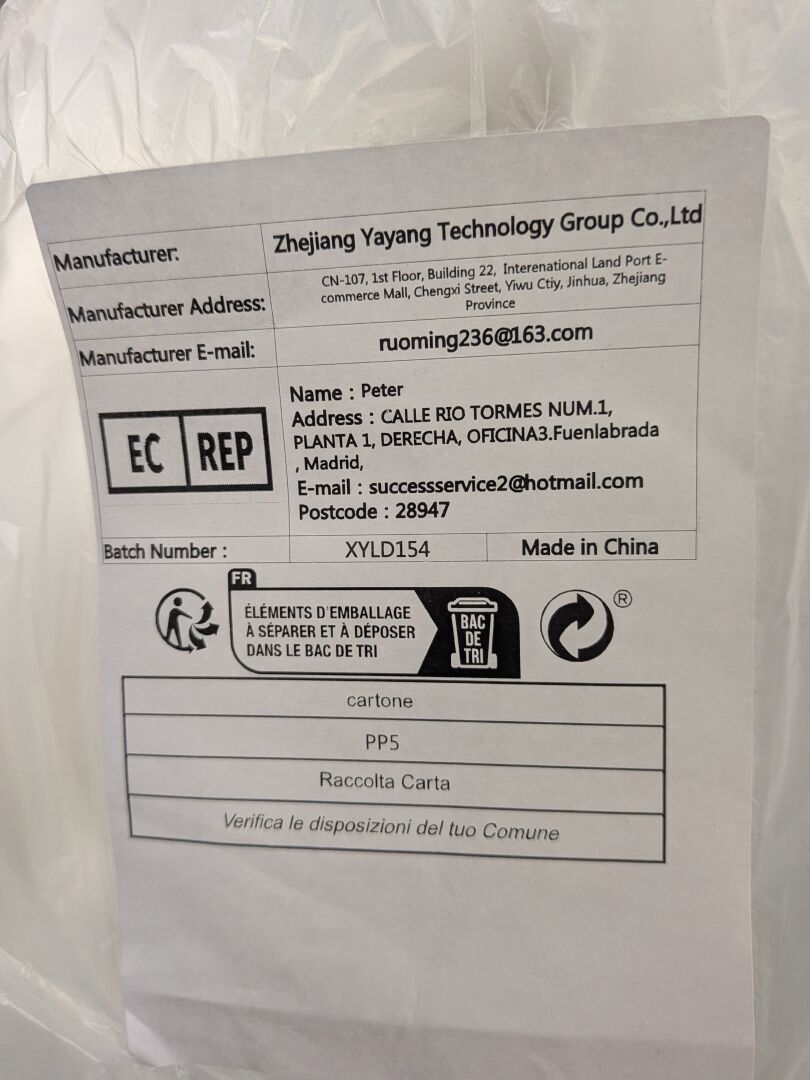 Manufacturer: Zhejiang Yayang Technology Group Co.,Ltd
Manufacturer Address:
CN-107, 1st Floor, Building 22, Interenational Land Port E-
commerce Mall, Chengxi Street, Yiwu Ctiy, Jinhua, Zhejiang
Province
Manufacturer E-mail: ruoming236@163.com
EC REP
Name : Peter
Address : CALLE RIO TORMES NUM.1,
PLANTA 1, DERECHA, OFICINA3.Fuenlabrada
, Madrid,
E-mail : successservice2@hotmail.com
Postcode : 28947
Batch Number : XYLD154 Made in China
FR
ÉLÉMENTS D'EMBALLAGE
À SÉPARER ET À DÉPOSER
DANS LE BAC DE TRI
BAC
DE
TRI
®
cartone
PP5
Raccolta Carta
Verifica le disposizioni del tuo Comune